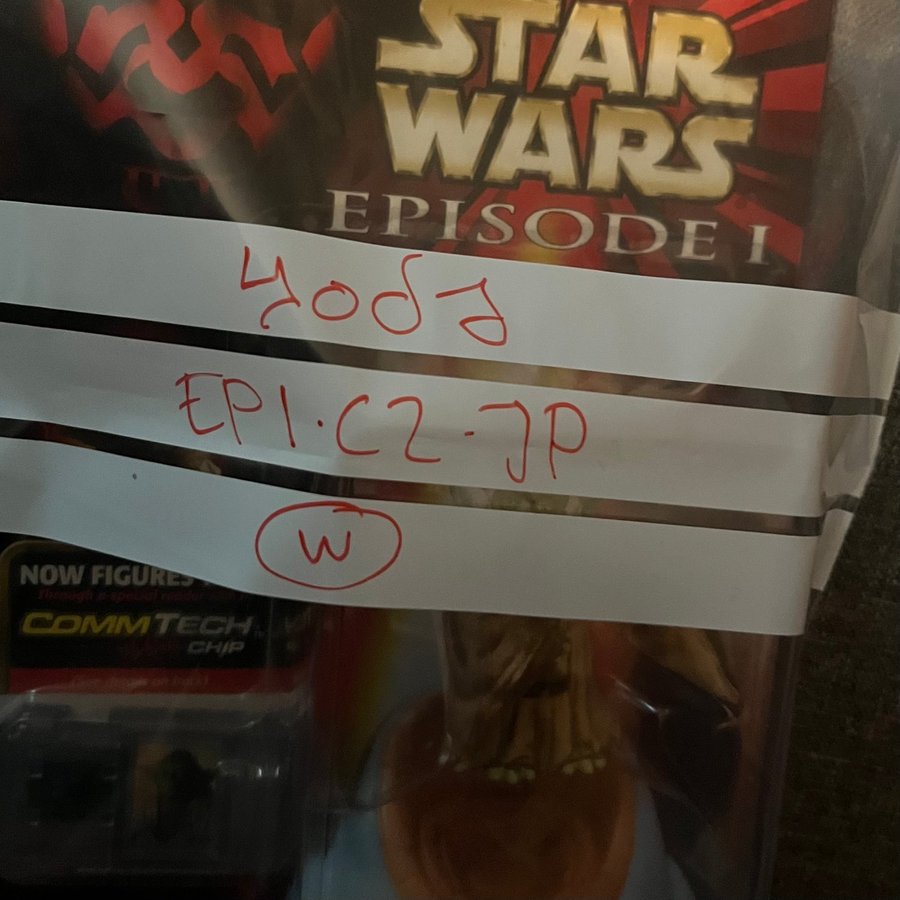 STAR
WARS
EPISODE I
Yoda
EP1.C2-JP
W
NOW FIGURES
COMMTECH
CHIP